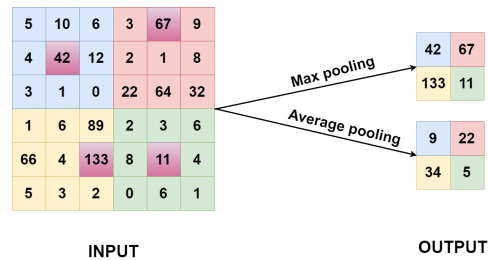 5 10 6 3 67 9
4 42 12 2 1 8
3 1 0 22 64 32
1 6 89 2 3 6
66 4 133 8 11 4
5 3 2 0 6 1
INPUT
Max pooling
Average pooling
42 67
133 11
9 22
34 5
OUTPUT